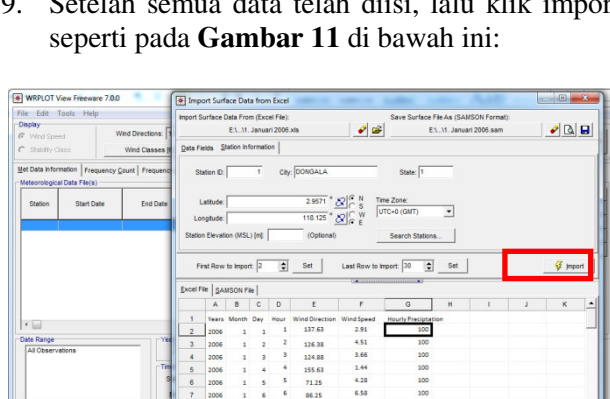 9. Setelah semua data telah diisi, lalu klik impor
seperti pada Gambar 11 di bawah ini:
WRPLOT View Freeware 7.0.0
File Edit Tools Help
Display
Wind Speed
Stability Class
Wind Directions:
Wind Classes
Met Data Information Frequency Count Frequenc
Meteorological Data File(s)
Station Start Date End Date
Date Range
All Observations
Import Surface Data from Excel
Import Surface Data From (Excel File): Save Surface File As (SAMSON Format):
E:\...\1. Januari 2006.xls E:\...\1. Januari 2006.sam
Data Fields Station Information
Station ID: 1 City: DONGALA State: 1
Latitude: 2.9571 ° N S Time Zone:
Longitude: 118.125 ° W E UTC+0 (GMT)
Station Elevation (MSL) [m]: (Optional) Search Stations...
First Row to Import: 2 Set Last Row to Import: 30 Set Import
Excel File SAMSON File
A B C D E F G H I J K
1 Years Month Day Hour Wind Direction Wind Speed Hourly Preciptation
2 2006 1 1 1 137.63 2.91 100
3 2006 1 2 2 126.38 4.51 100
4 2006 1 3 3 124.88 3.66 100
5 2006 1 4 4 155.63 1.44 100
6 2006 1 5 5 71.25 4.28 100
7 2006 1 6 6 86.25 6.58 100